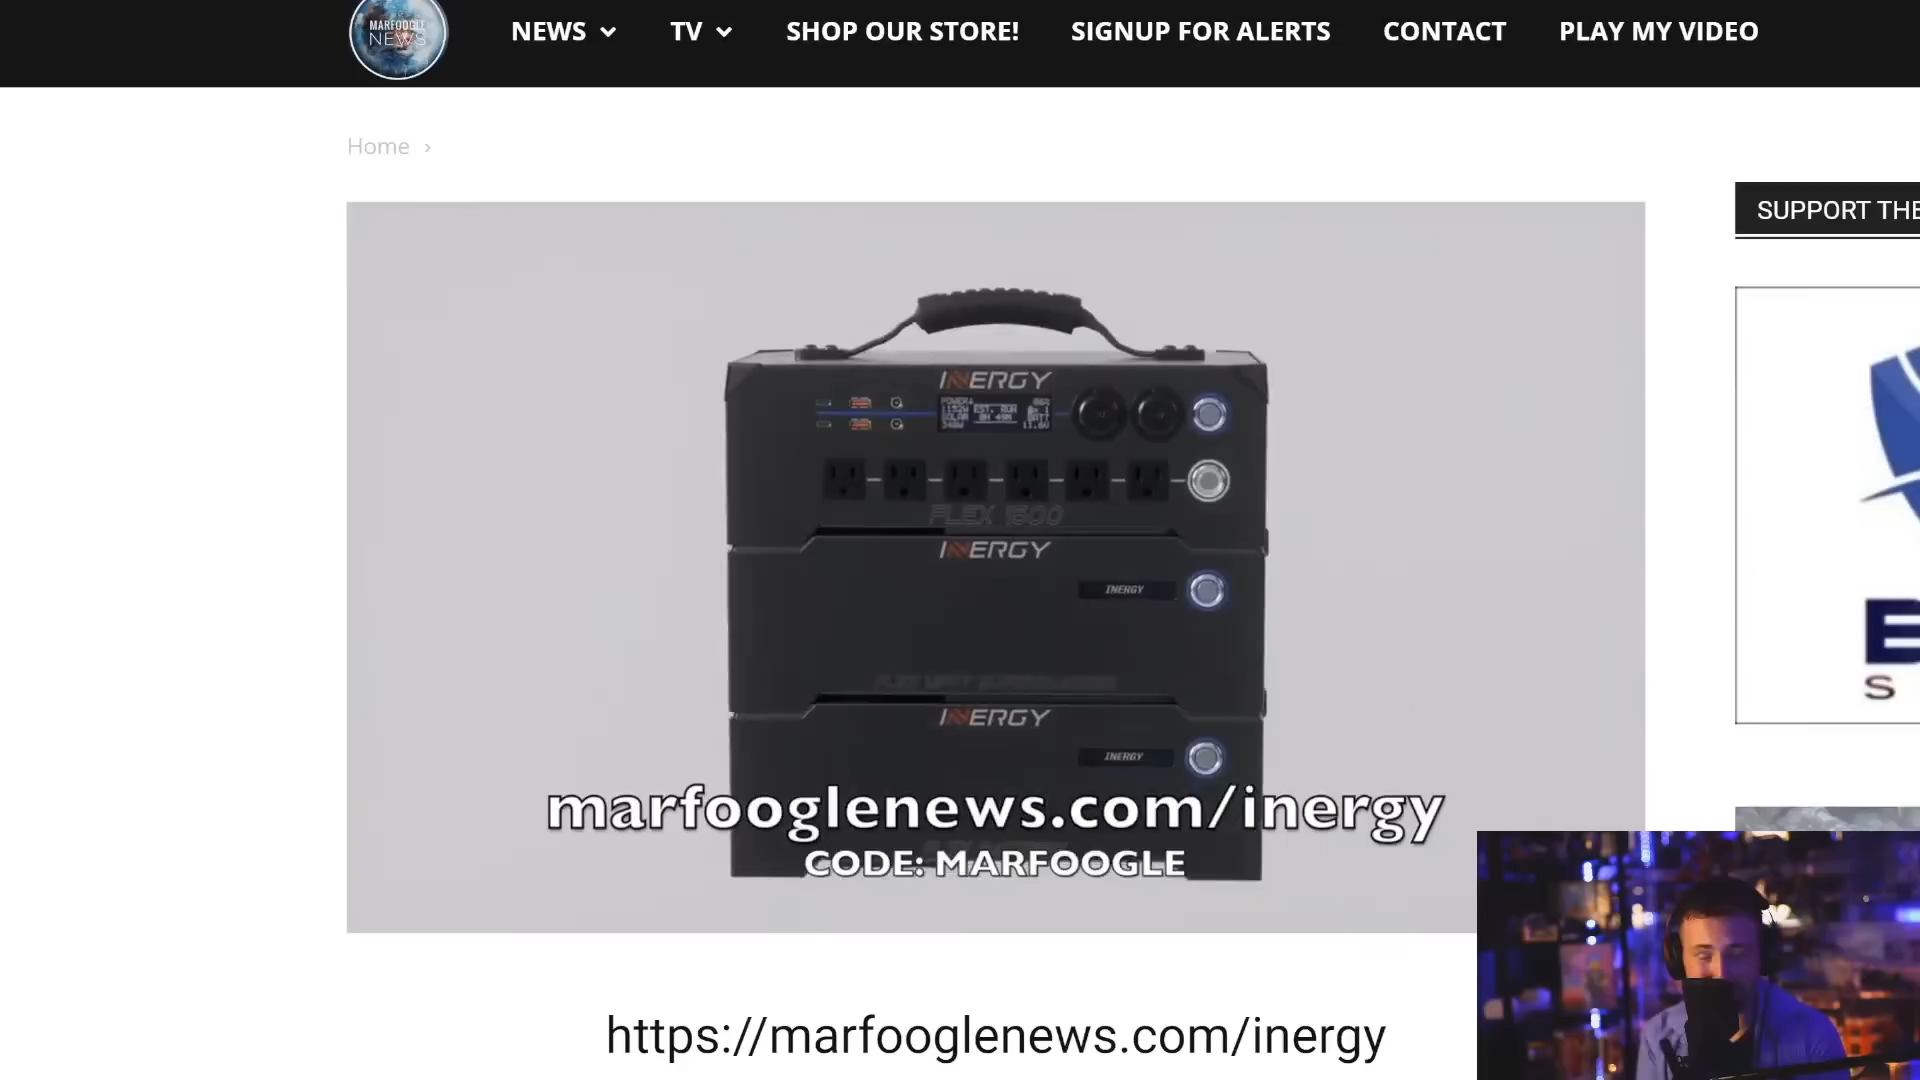 MARFOOGLE
NEWS
NEWS
TV
SHOP OUR STORE!
SIGNUP FOR ALERTS
CONTACT
PLAY MY VIDEO
Home ›
SUPPORT THE
INERGY
FLEX 1500
INERGY
INERGY
INERGY
INERGY
marfooglenews.com/inergy
CODE: MARFOOGLE
https://marfooglenews.com/inergy